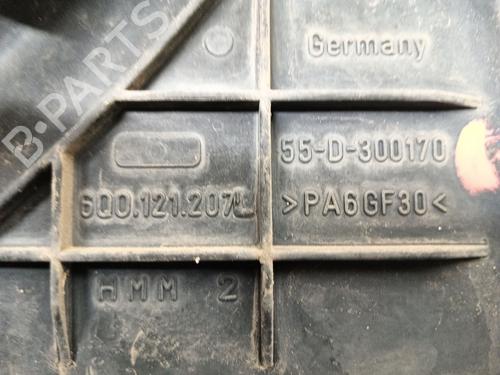 Germany
B-PARTS
55-D-300170
6Q0.121.207L
>PA6GF30<
HMM 2